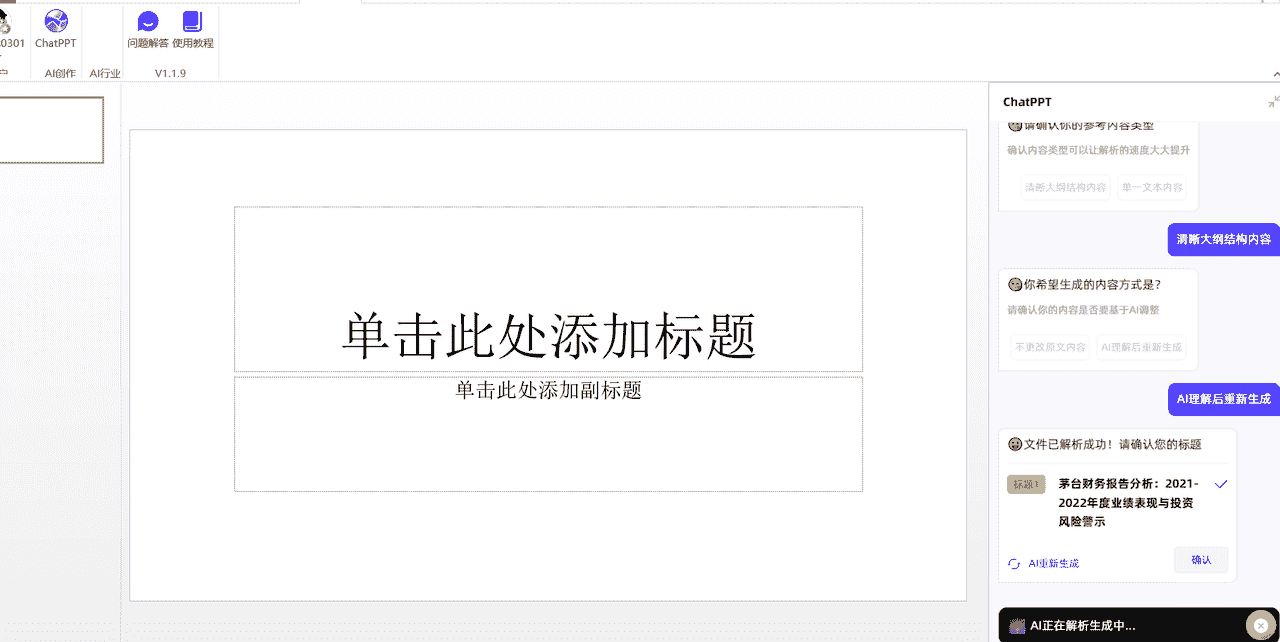 0301
ChatPPT
问题解答 使用教程
户
AI创作
AI行业
V1.1.9
单击此处添加标题
单击此处添加副标题
ChatPPT
请确认你的参考内容类型
确认内容类型可以让解析的速度大大提升
清晰大纲结构内容 单一文本内容
清晰大纲结构内容
你希望生成的内容方式是?
请确认你的内容是否要基于AI调整
不更改原文内容 AI理解后重新生成
AI理解后重新生成
文件已解析成功！请确认您的标题
标题1
茅台财务报告分析：2021-
2022年度业绩表现与投资
风险警示
AI重新生成
确认
AI正在解析生成中...